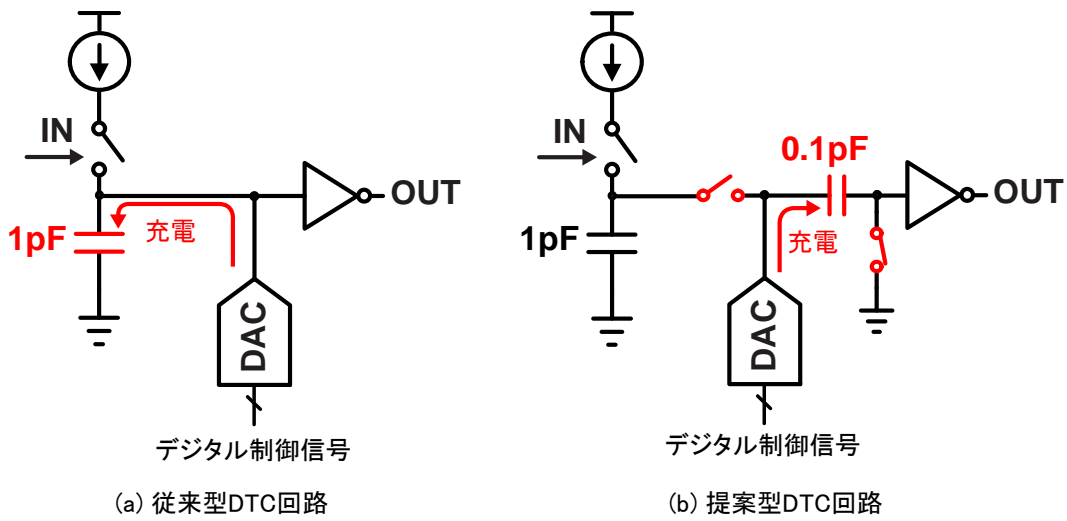 IN
OUT
1pF
充電
DAC
デジタル制御信号
(a) 従来型DTC回路
IN
0.1pF
OUT
1pF
充電
DAC
デジタル制御信号
(b) 提案型DTC回路